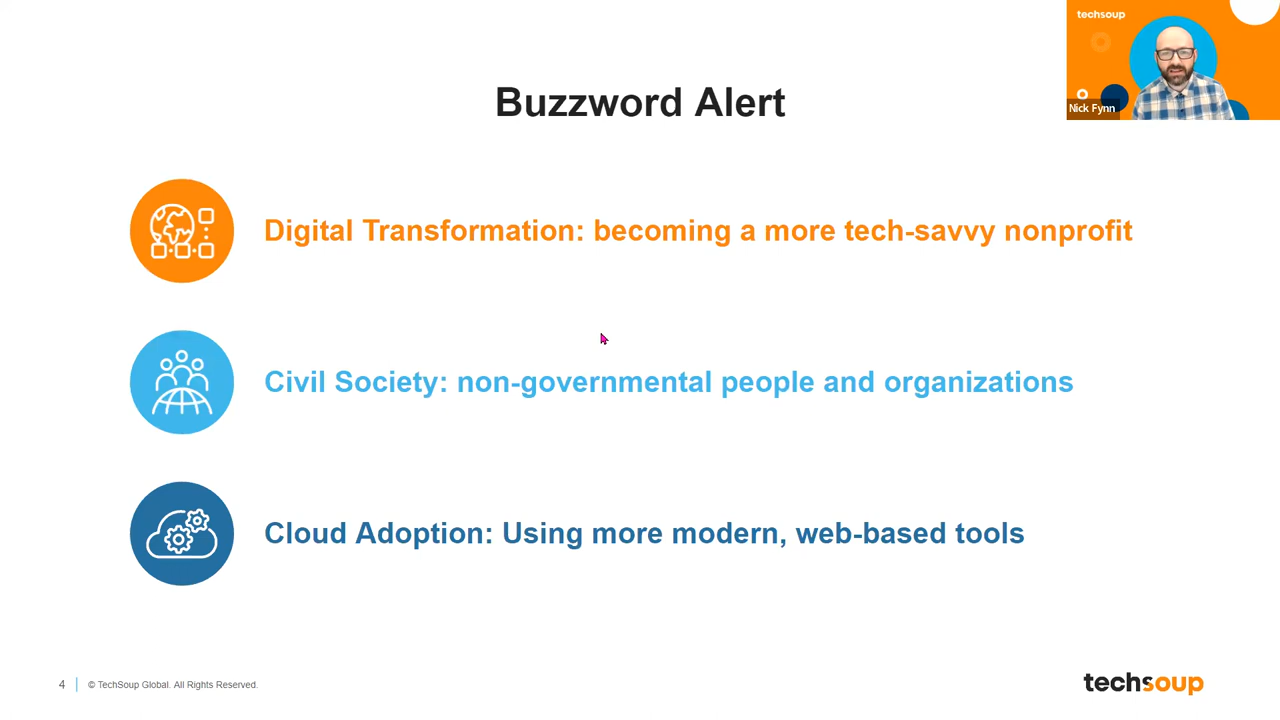 techsoup
Nick Fynn
Buzzword Alert
Digital Transformation: becoming a more tech-savvy nonprofit
Civil Society: non-governmental people and organizations
Cloud Adoption: Using more modern, web-based tools
4
© TechSoup Global. All Rights Reserved.
techsoup